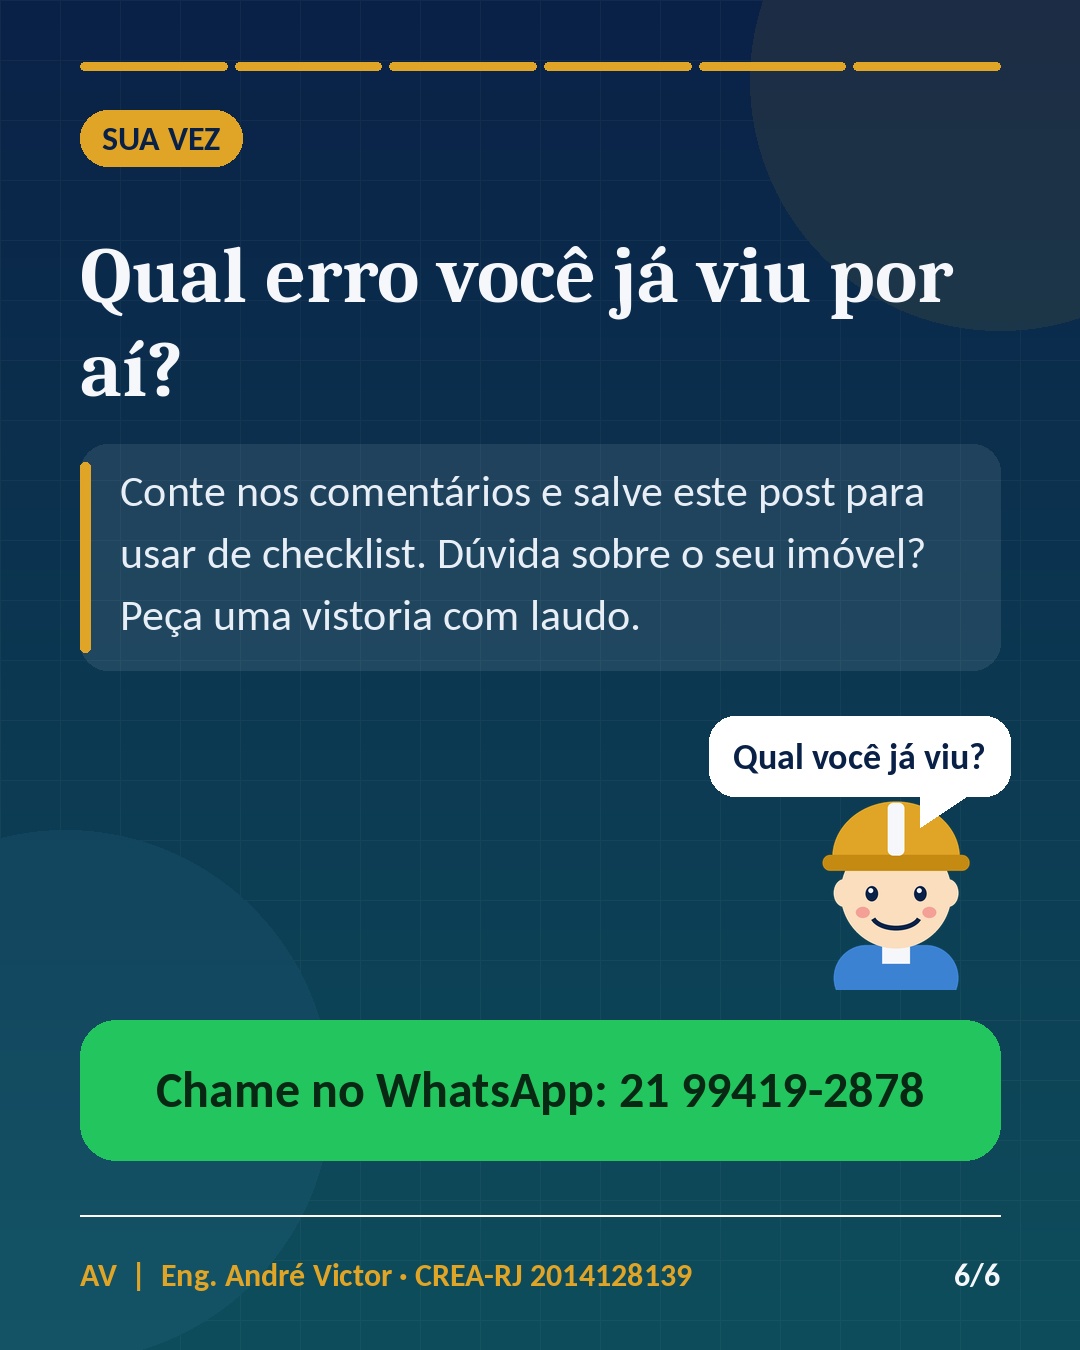 SUA VEZ
Qual erro você já viu por
aí?
Conte nos comentários e salve este post para
usar de checklist. Dúvida sobre o seu imóvel?
Peça uma vistoria com laudo.
Qual você já viu?
Chame no WhatsApp: 21 99419-2878
AV | Eng. André Victor · CREA-RJ 2014128139
6/6